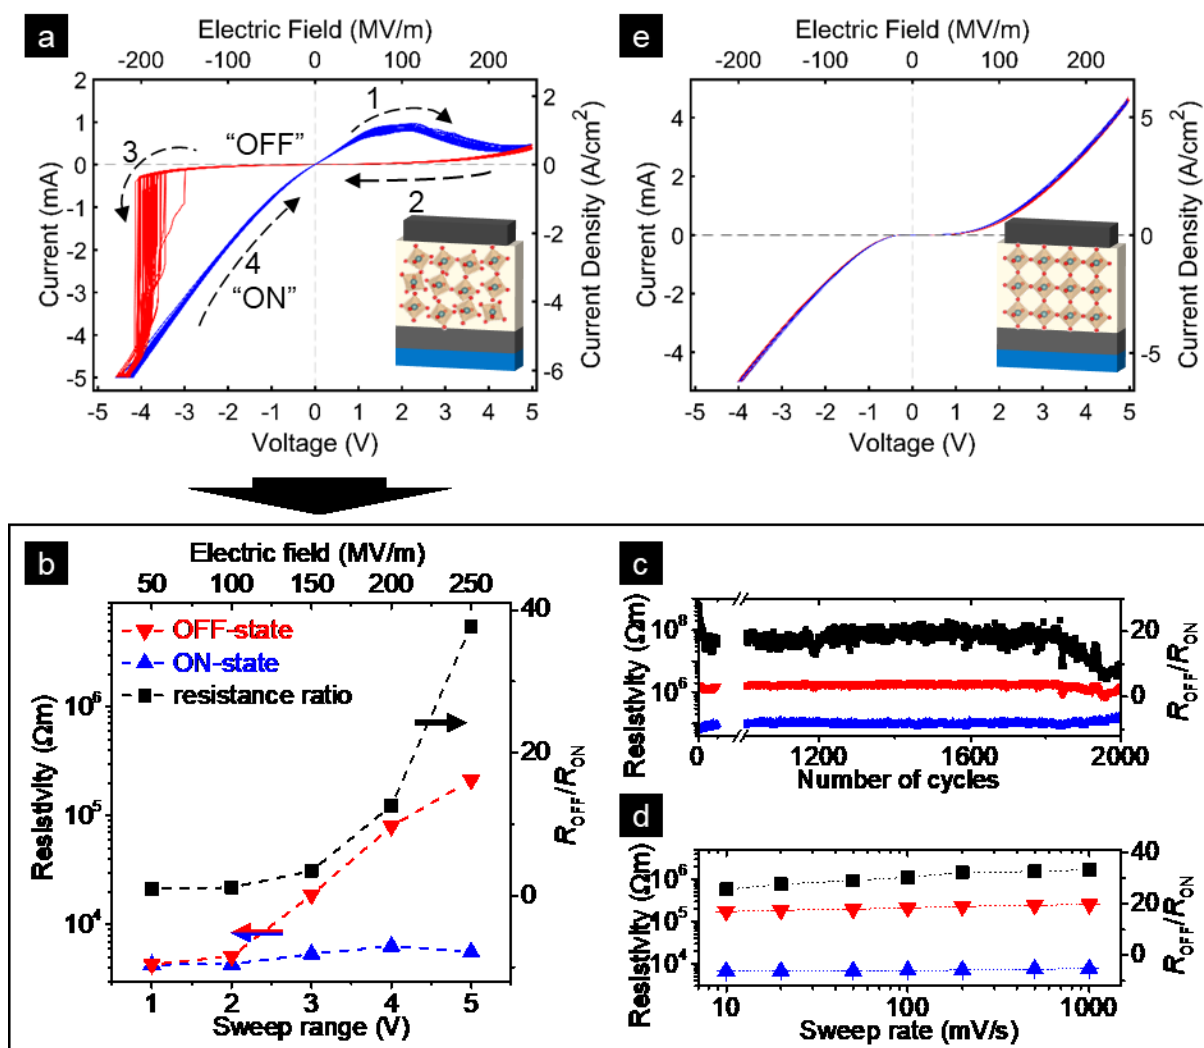 a
Electric Field (MV/m)
-200 -100 0 100 200
Current (mA)
2
1
0
-1
-2
-3
-4
-5
2
1
0
-2
-4
-6
Current Density (A/cm²)
1
"OFF"
3
2
4
"ON"
-5 -4 -3 -2 -1 0 1 2 3 4 5
Voltage (V)
e
Electric Field (MV/m)
-200 -100 0 100 200
Current (mA)
4
2
0
-2
-4
5
0
-5
Current Density (A/cm²)
-5 -4 -3 -2 -1 0 1 2 3 4 5
Voltage (V)
b
Electric field (MV/m)
50 100 150 200 250
Resistivity (Ωm)
10⁶
10⁵
10⁴
OFF-state
ON-state
resistance ratio
40
20
0
R_OFF/R_ON
1 2 3 4 5
Sweep range (V)
c
Resistivity (Ωm)
10⁸
10⁶
20
0
R_OFF/R_ON
0 1200 1600 2000
Number of cycles
d
Resistivity (Ωm)
10⁶
10⁵
10⁴
40
20
0
R_OFF/R_ON
10 100 1000
Sweep rate (mV/s)